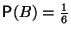 P(B) = 1/6